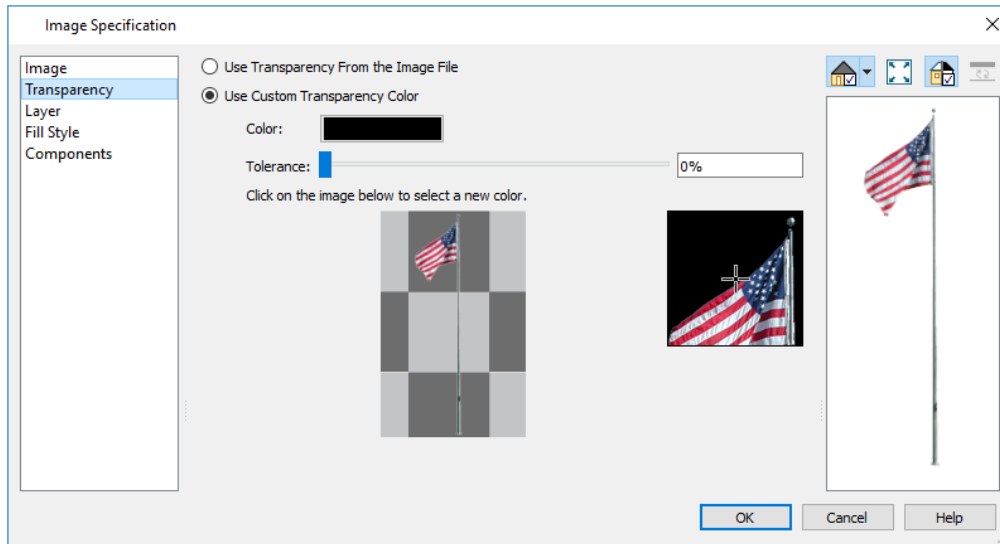 Image Specification
Image
Transparency
Layer
Fill Style
Components
Use Transparency From the Image File
Use Custom Transparency Color
Color:
Tolerance:
0%
Click on the image below to select a new color.
OK
Cancel
Help